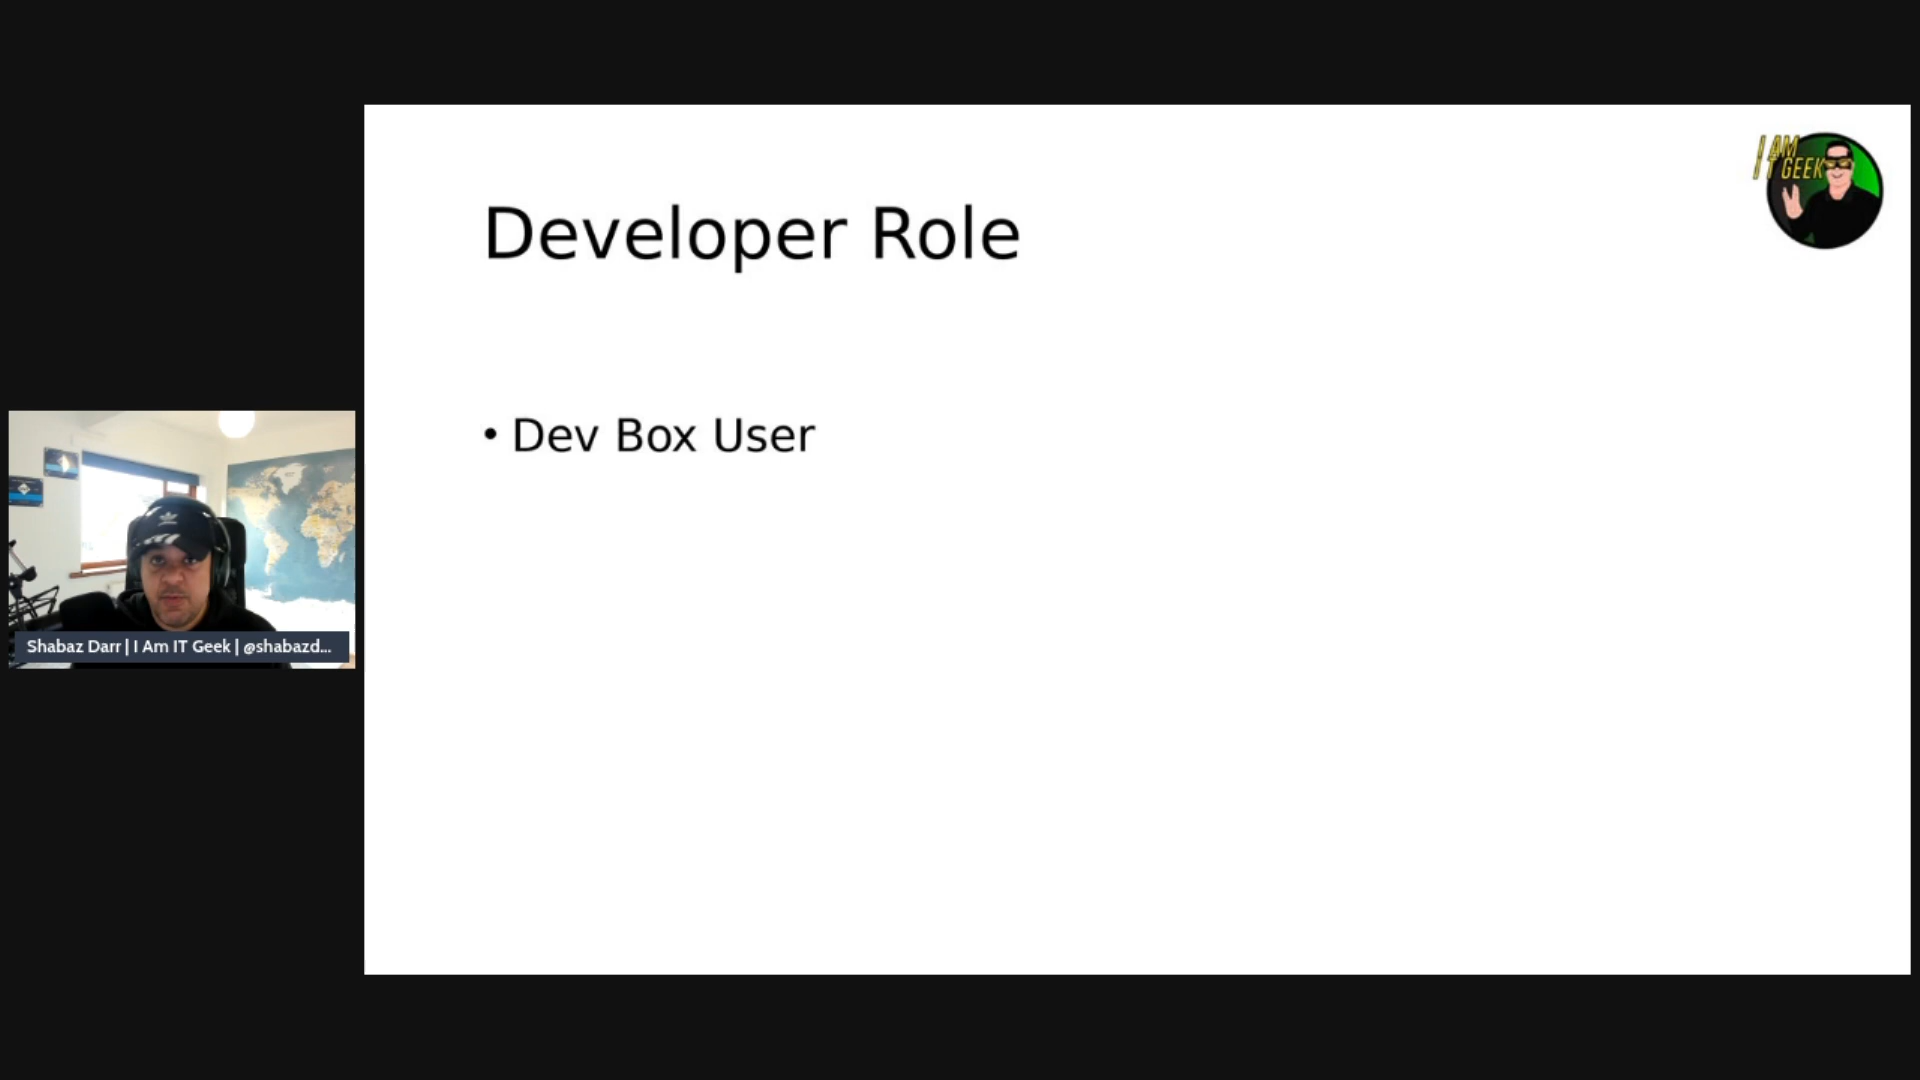 I AM
IT GEEK
Developer Role
• Dev Box User
Shabaz Darr | I Am IT Geek | @shabazd...